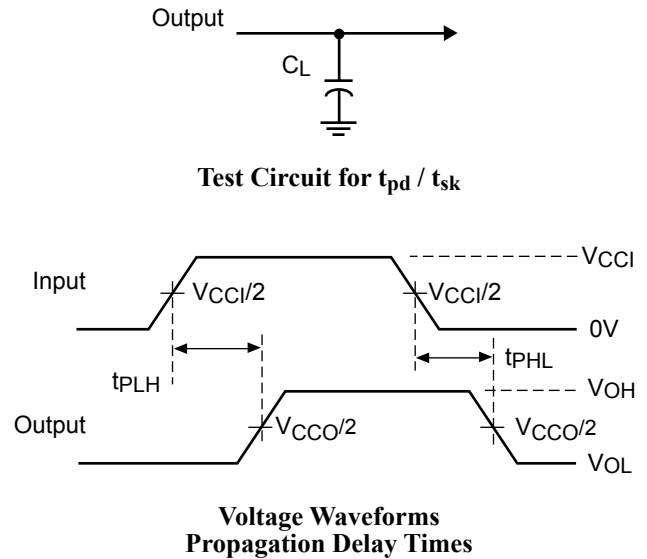 Output
CL
Test Circuit for tpd / tsk
VCCI
Input
VCCI/2
VCCI/2
0V
tPLH
tPHL
VOH
Output
VCCO/2
VCCO/2
VOL
Voltage Waveforms
Propagation Delay Times